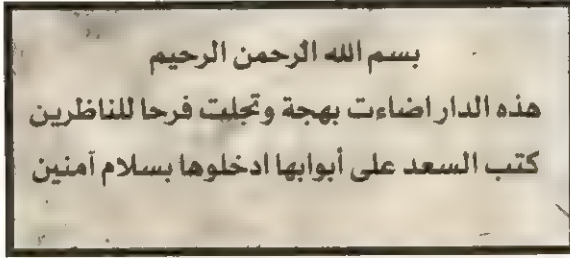 بسم الله الرحمن الرحيم
هذه الدار اضاءت بهجة وتجلت فرحا للناظرين
كتب السعد على أبوابها ادخلوها بسلام آمنين